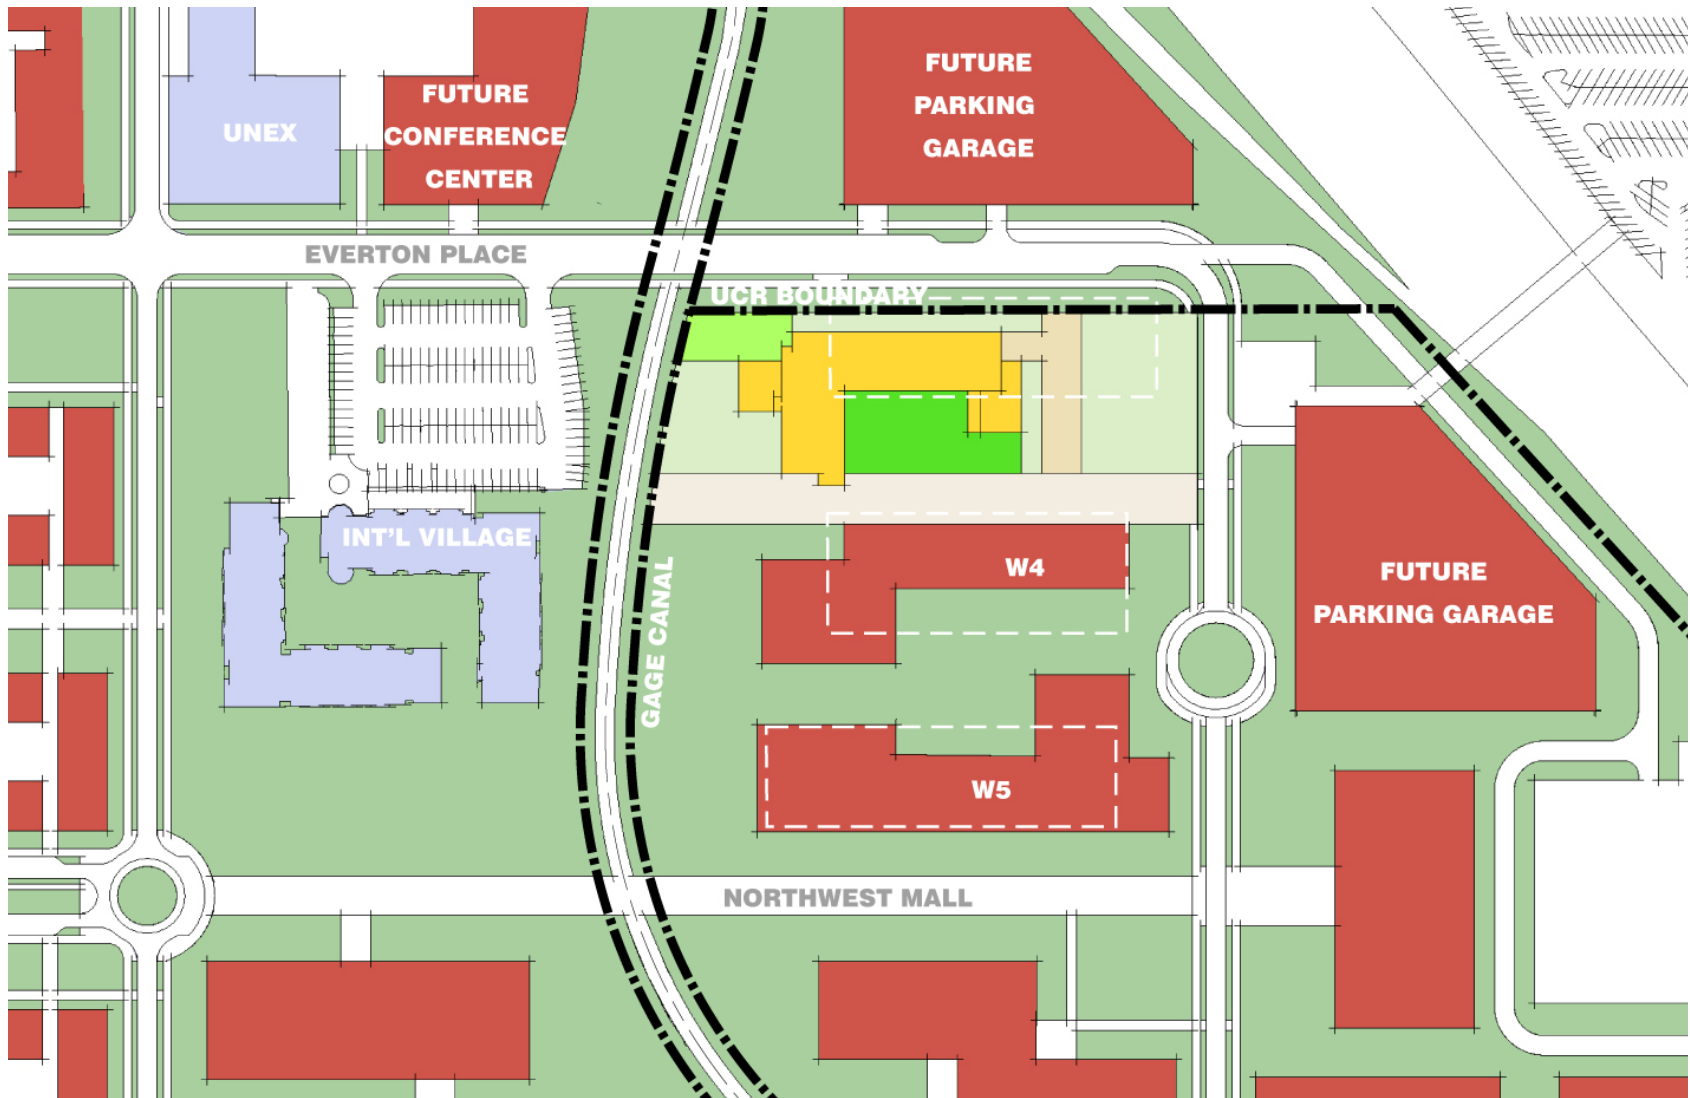 FUTURE
PARKING
GARAGE
FUTURE
CONFERENCE
CENTER
UNEX
EVERTON PLACE
UCR BOUNDARY
INT'L VILLAGE
W4
FUTURE
PARKING GARAGE
GAGE CANAL
W5
NORTHWEST MALL